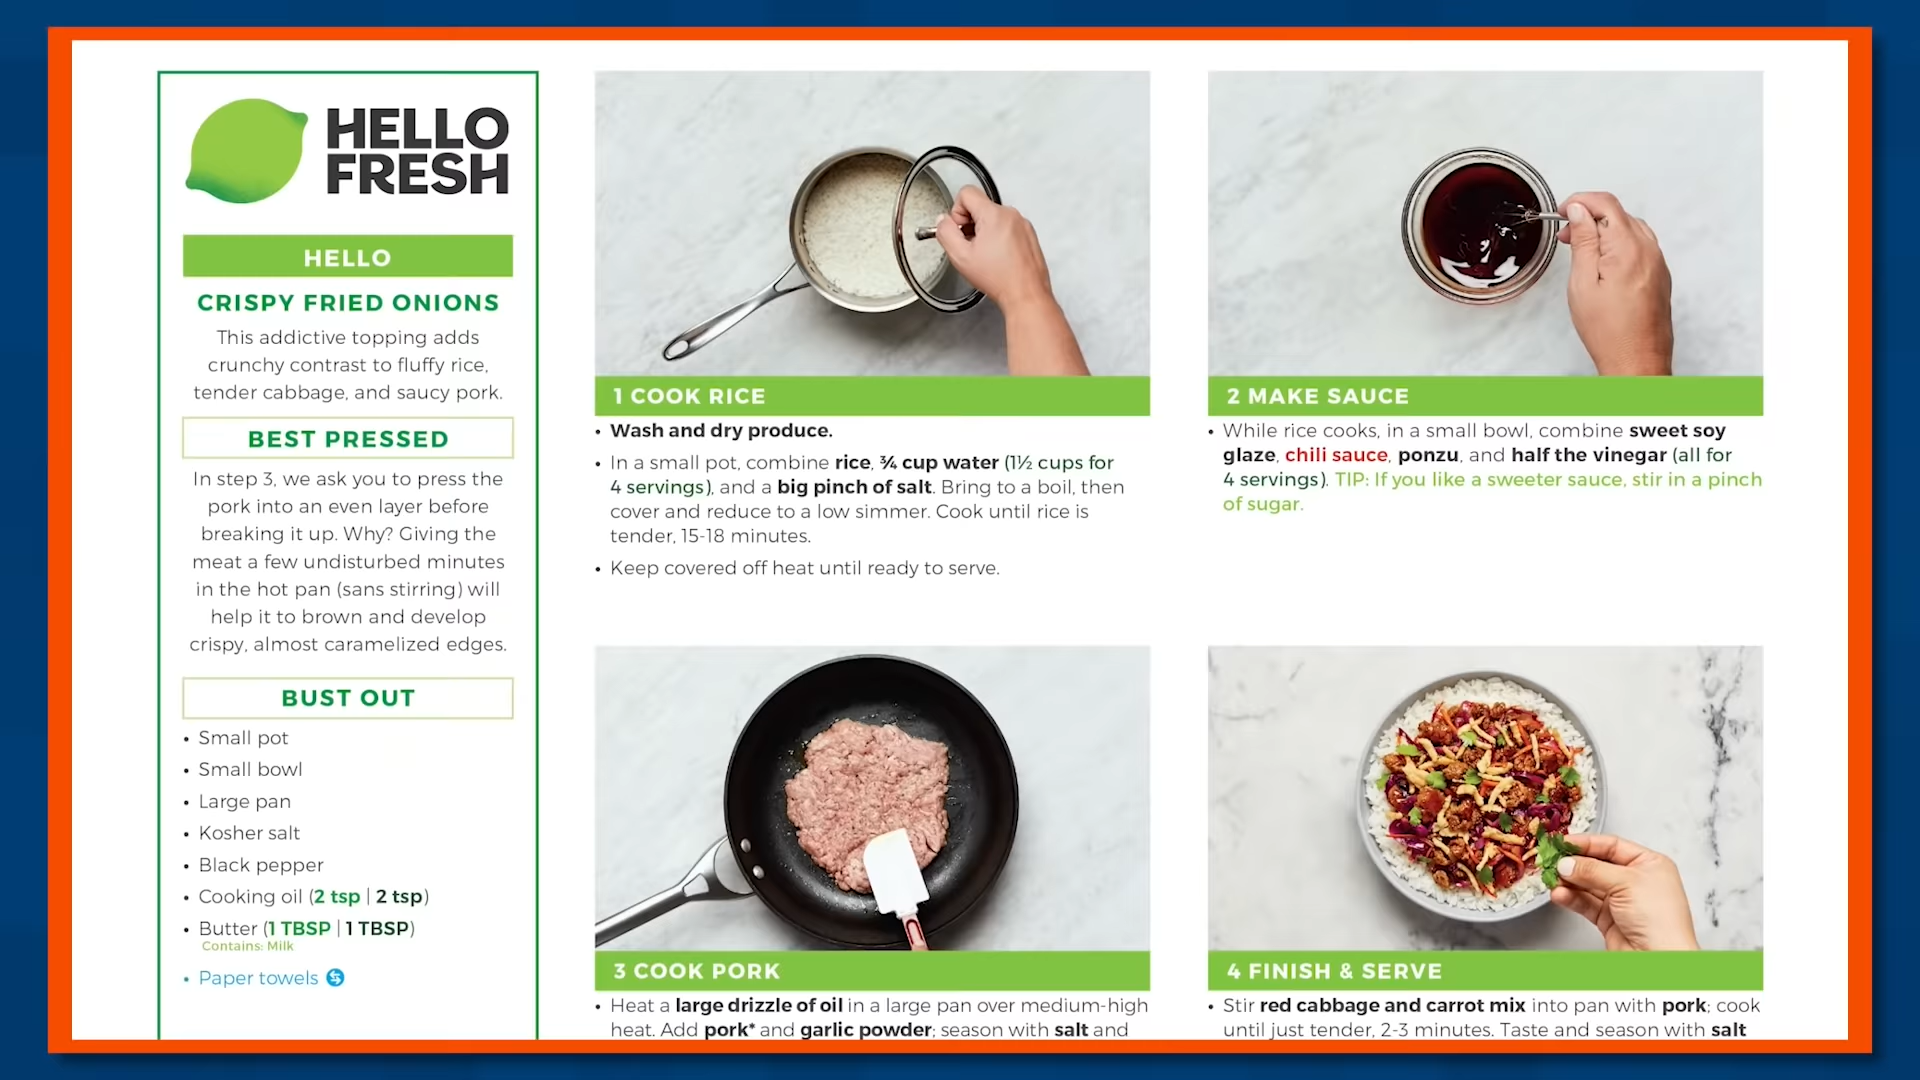 HELLO
FRESH
HELLO
CRISPY FRIED ONIONS
This addictive topping adds
crunchy contrast to fluffy rice,
tender cabbage, and saucy pork.
BEST PRESSED
In step 3, we ask you to press the
pork into an even layer before
breaking it up. Why? Giving the
meat a few undisturbed minutes
in the hot pan (sans stirring) will
help it to brown and develop
crispy, almost caramelized edges.
BUST OUT
• Small pot
• Small bowl
• Large pan
• Kosher salt
• Black pepper
• Cooking oil (2 tsp | 2 tsp)
• Butter (1 TBSP | 1 TBSP)
Contains: Milk
• Paper towels
1 COOK RICE
• Wash and dry produce.
• In a small pot, combine rice, ¾ cup water (1½ cups for
4 servings), and a big pinch of salt. Bring to a boil, then
cover and reduce to a low simmer. Cook until rice is
tender, 15-18 minutes.
• Keep covered off heat until ready to serve.
2 MAKE SAUCE
• While rice cooks, in a small bowl, combine sweet soy
glaze, chili sauce, ponzu, and half the vinegar (all for
4 servings). TIP: If you like a sweeter sauce, stir in a pinch
of sugar.
3 COOK PORK
• Heat a large drizzle of oil in a large pan over medium-high
heat. Add pork* and garlic powder; season with salt and
4 FINISH & SERVE
• Stir red cabbage and carrot mix into pan with pork; cook
until just tender, 2-3 minutes. Taste and season with salt